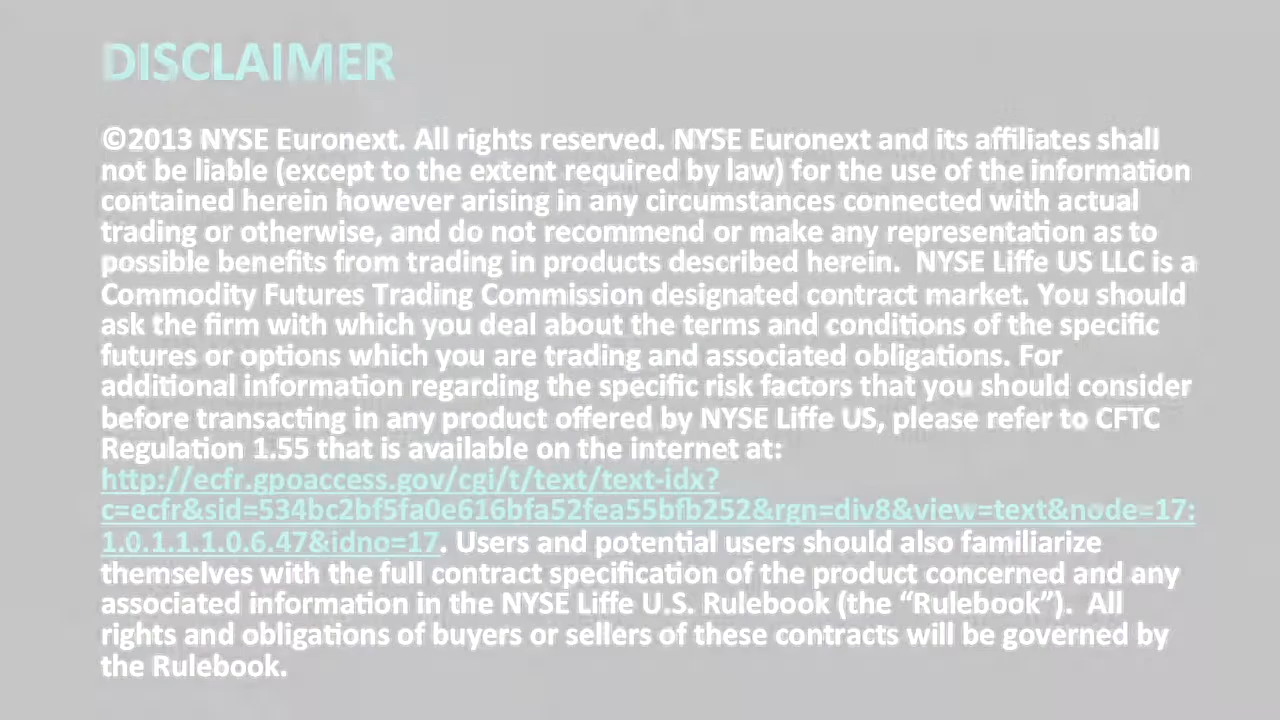 DISCLAIMER
©2013 NYSE Euronext. All rights reserved. NYSE Euronext and its affiliates shall
not be liable (except to the extent required by law) for the use of the information
contained herein however arising in any circumstances connected with actual
trading or otherwise, and do not recommend or make any representation as to
possible benefits from trading in products described herein.  NYSE Liffe US LLC is a
Commodity Futures Trading Commission designated contract market. You should
ask the firm with which you deal about the terms and conditions of the specific
futures or options which you are trading and associated obligations. For
additional information regarding the specific risk factors that you should consider
before transacting in any product offered by NYSE Liffe US, please refer to CFTC
Regulation 1.55 that is available on the internet at:
http://ecfr.gpoaccess.gov/cgi/t/text/text-idx?
c=ecfr&sid=534bc2bf5fa0e616bfa52fea55bfb252&rgn=div8&view=text&node=17:
1.0.1.1.1.0.6.47&idno=17. Users and potential users should also familiarize
themselves with the full contract specification of the product concerned and any
associated information in the NYSE Liffe U.S. Rulebook (the “Rulebook”).  All
rights and obligations of buyers or sellers of these contracts will be governed by
the Rulebook.